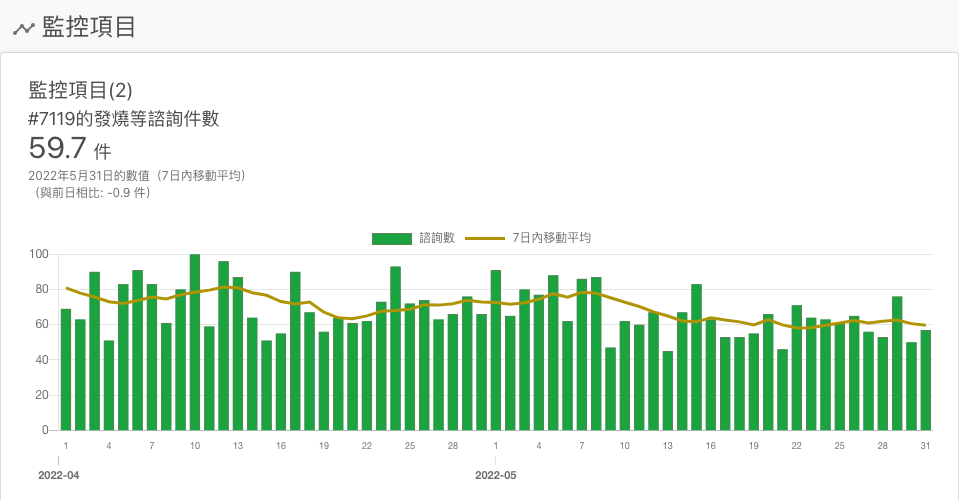 監控項目
監控項目(2)
#7119的發燒等諮詢件數
59.7 件
2022年5月31日的數值（7日內移動平均）
（與前日相比: -0.9 件）
諮詢數 7日內移動平均
100
80
60
40
20
0
1 4 7 10 13 16 19 22 25 28 1 4 7 10 13 16 19 22 25 28 31
2022-04 2022-05